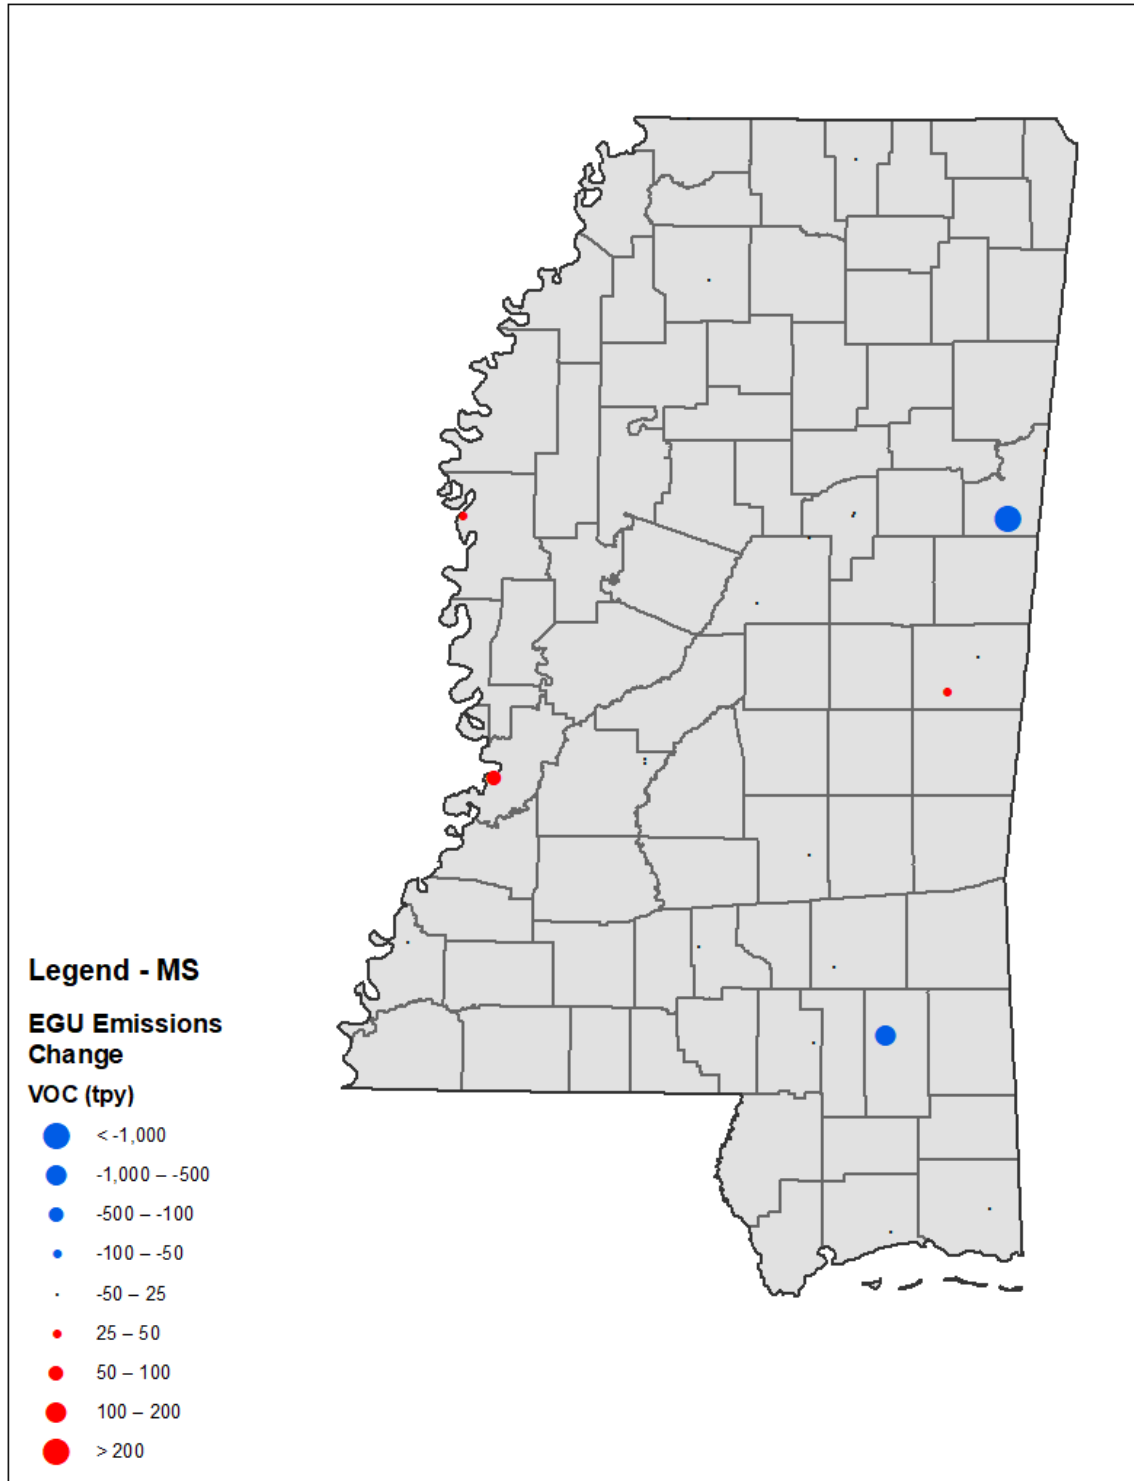 Legend - MS
EGU Emissions
Change
VOC (tpy)
< -1,000
-1,000 – -500
-500 – -100
-100 – -50
-50 – 25
25 – 50
50 – 100
100 – 200
> 200